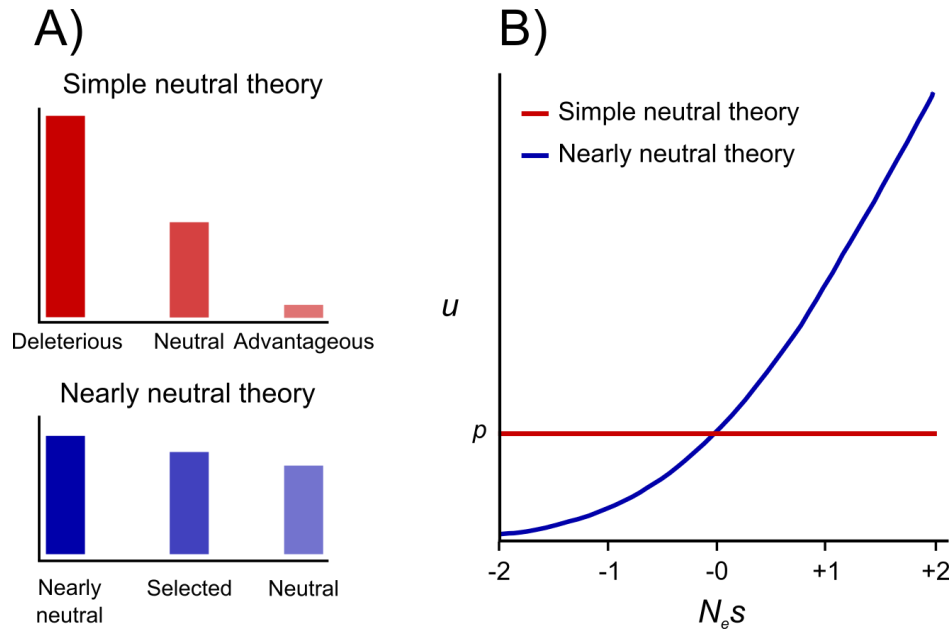 A)
Simple neutral theory
Deleterious Neutral Advantageous
Nearly neutral theory
Nearly
neutral
Selected
Neutral
B)
Simple neutral theory
Nearly neutral theory
u
p
-2 -1 -0 +1 +2
Nes